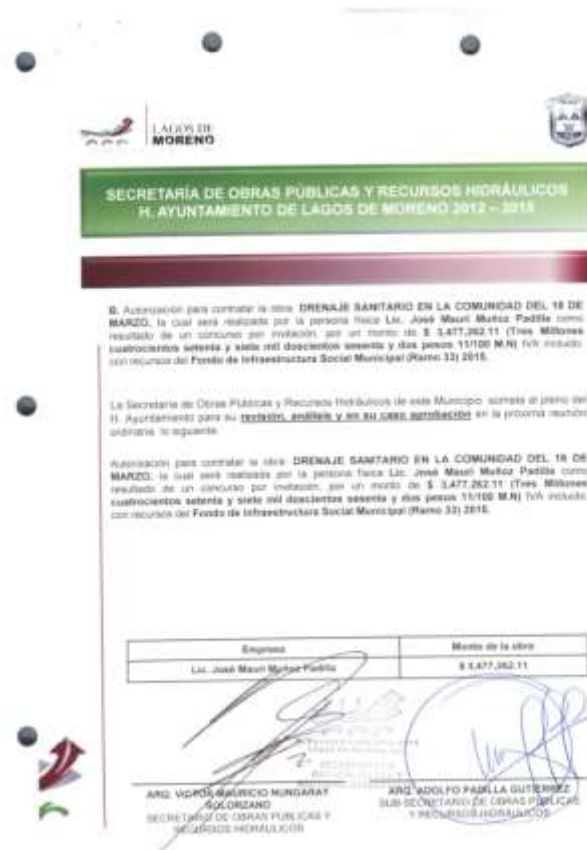 LAGOS DE
MORENO
SECRETARÍA DE OBRAS PÚBLICAS Y RECURSOS HIDRÁULICOS
H. AYUNTAMIENTO DE LAGOS DE MORENO 2012 – 2015
B. Autorización para contratar la obra: DRENAJE SANITARIO EN LA COMUNIDAD DEL 18 DE
MARZO, la cual será realizada por la persona física Lic. José Mauri Muñoz Padilla como
resultado de un concurso por invitación, por un monto de $ 3,477,262.11 (Tres Millones
cuatrocientos setenta y siete mil doscientos sesenta y dos pesos 11/100 M.N) IVA incluido,
con recursos del Fondo de Infraestructura Social Municipal (Ramo 33) 2015.
La Secretaría de Obras Públicas y Recursos Hidráulicos de este Municipio somete al pleno del
H. Ayuntamiento para su revisión, análisis y en su caso aprobación en la próxima reunión
ordinaria lo siguiente:
Autorización para contratar la obra: DRENAJE SANITARIO EN LA COMUNIDAD DEL 18 DE
MARZO, la cual será realizada por la persona física Lic. José Mauri Muñoz Padilla como
resultado de un concurso por invitación, por un monto de $ 3,477,262.11 (Tres Millones
cuatrocientos setenta y siete mil doscientos sesenta y dos pesos 11/100 M.N) IVA incluido
con recursos del Fondo de Infraestructura Social Municipal (Ramo 33) 2015.
Empresa Monto de la obra
Lic. José Mauri Muñoz Padilla $ 3,477,262.11
ARQ. VICTOR MAURICIO NUNGARAY
SOLORZANO
SECRETARIO DE OBRAS PUBLICAS Y
RECURSOS HIDRAULICOS
ARQ. ADOLFO PADILLA GUTIERREZ
SUB-SECRETARIO DE OBRAS PUBLICAS
Y RECURSOS HIDRAULICOS